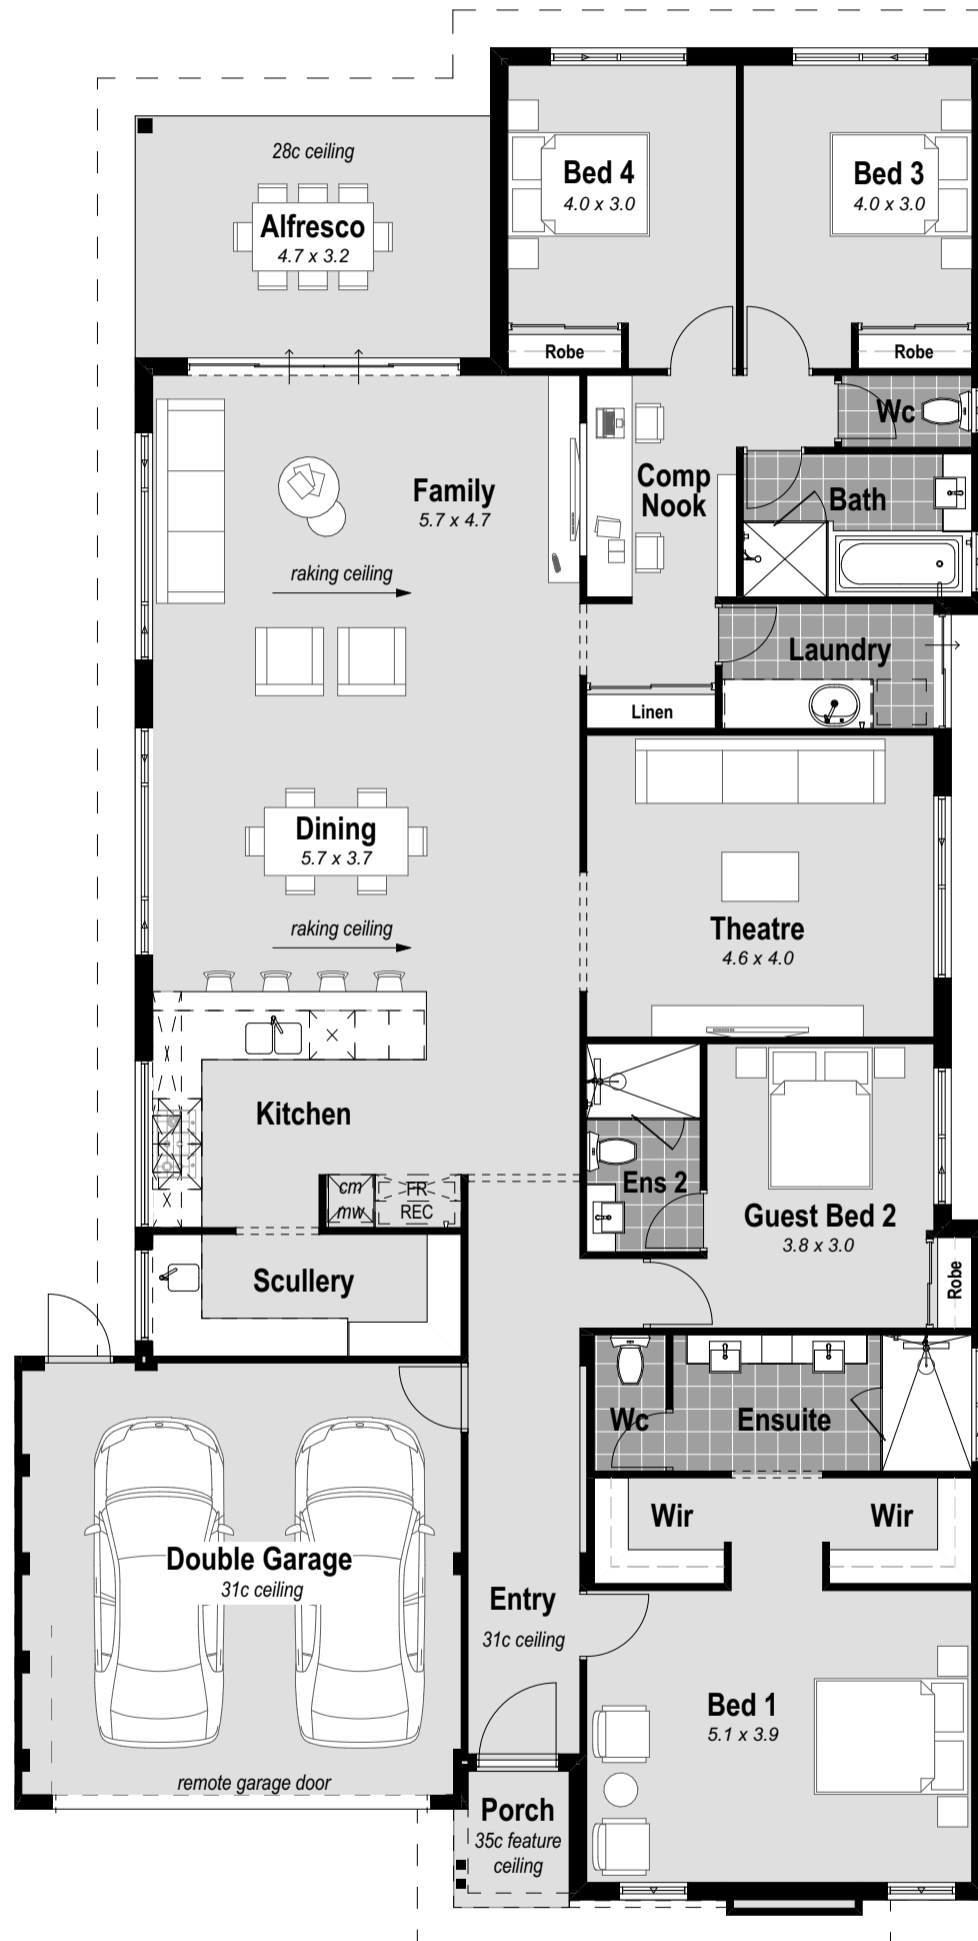 28c ceiling
Alfresco
4.7 x 3.2
Bed 4
4.0 x 3.0
Bed 3
4.0 x 3.0
Robe
Robe
Wc
Family
5.7 x 4.7
Comp
Nook
Bath
raking ceiling
Laundry
Linen
Dining
5.7 x 3.7
raking ceiling
Theatre
4.6 x 4.0
Kitchen
cm
mw
FR
REC
Ens 2
Guest Bed 2
3.8 x 3.0
Robe
Scullery
Wc
Ensuite
Wir
Wir
Double Garage
31c ceiling
Entry
31c ceiling
Bed 1
5.1 x 3.9
remote garage door
Porch
35c feature
ceiling